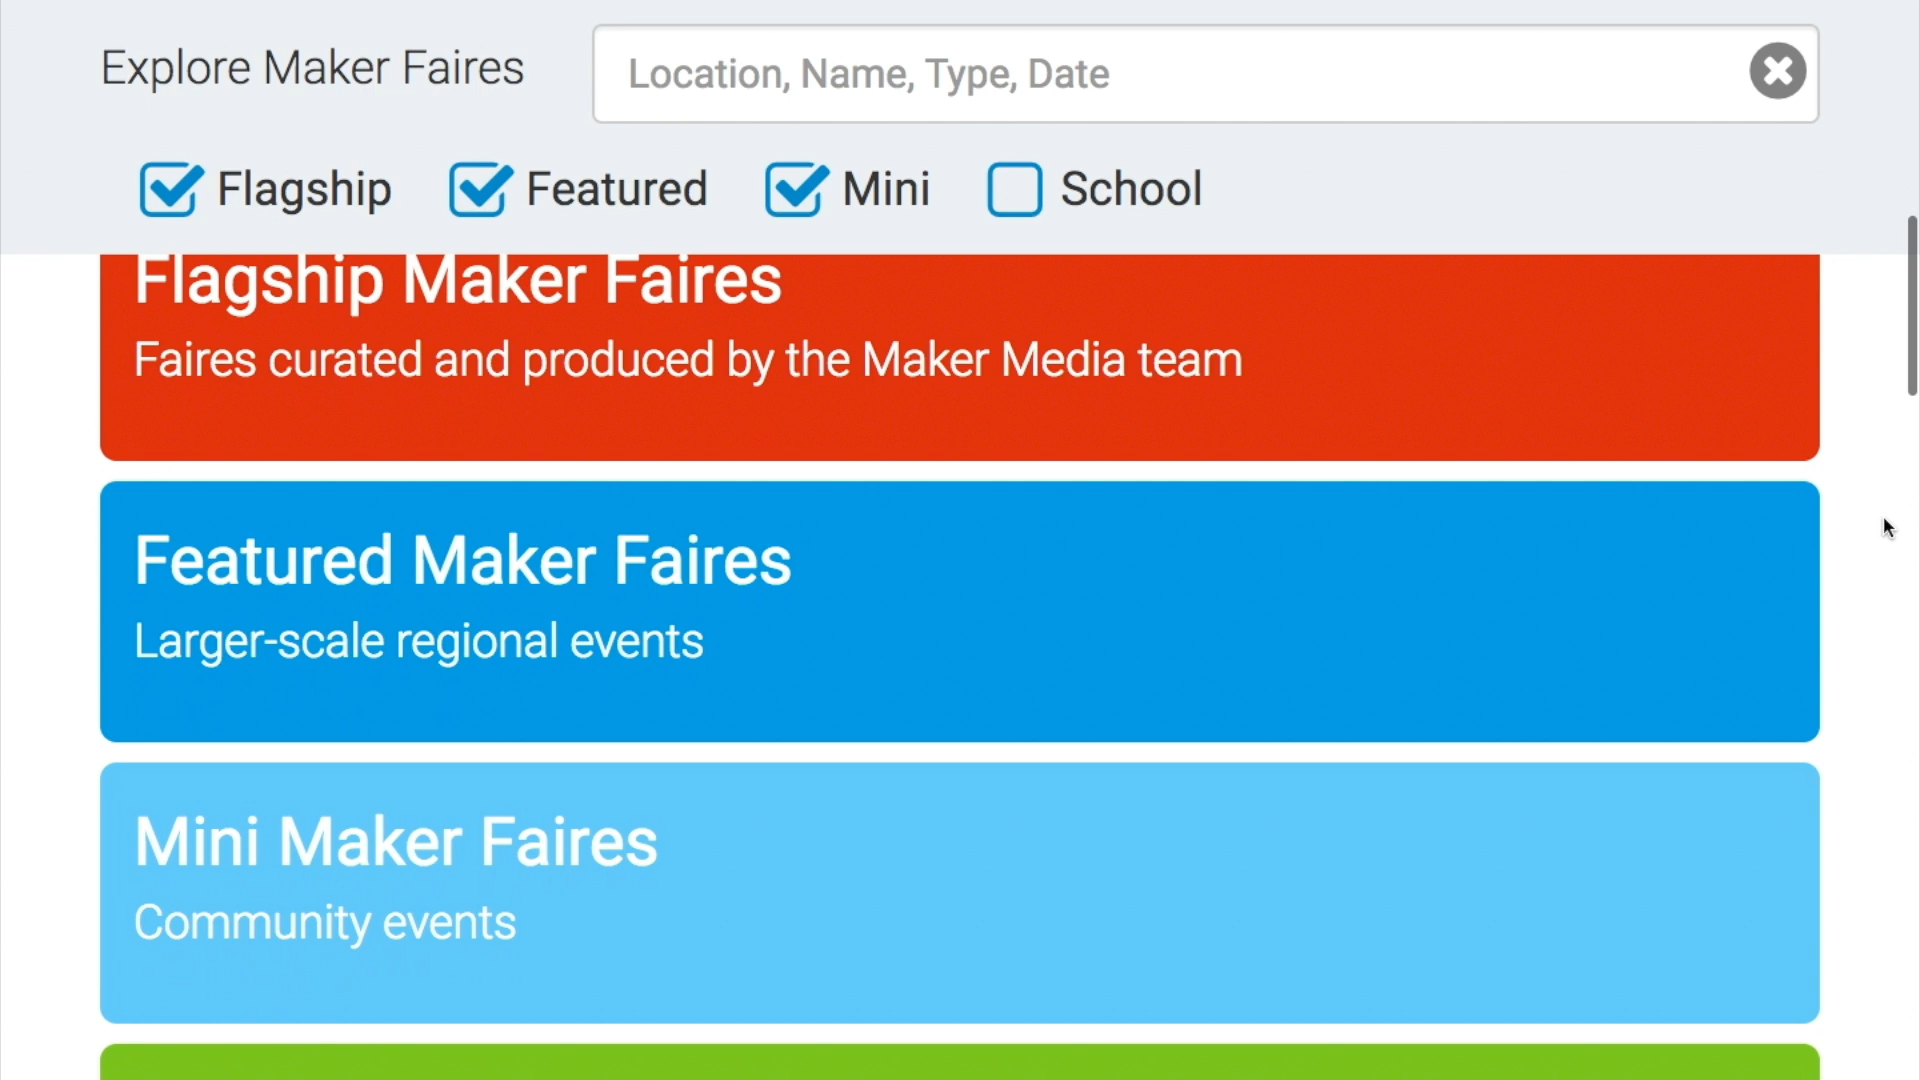 Explore Maker Faires
Location, Name, Type, Date
Flagship Featured Mini School
Flagship Maker Faires
Faires curated and produced by the Maker Media team
Featured Maker Faires
Larger-scale regional events
Mini Maker Faires
Community events